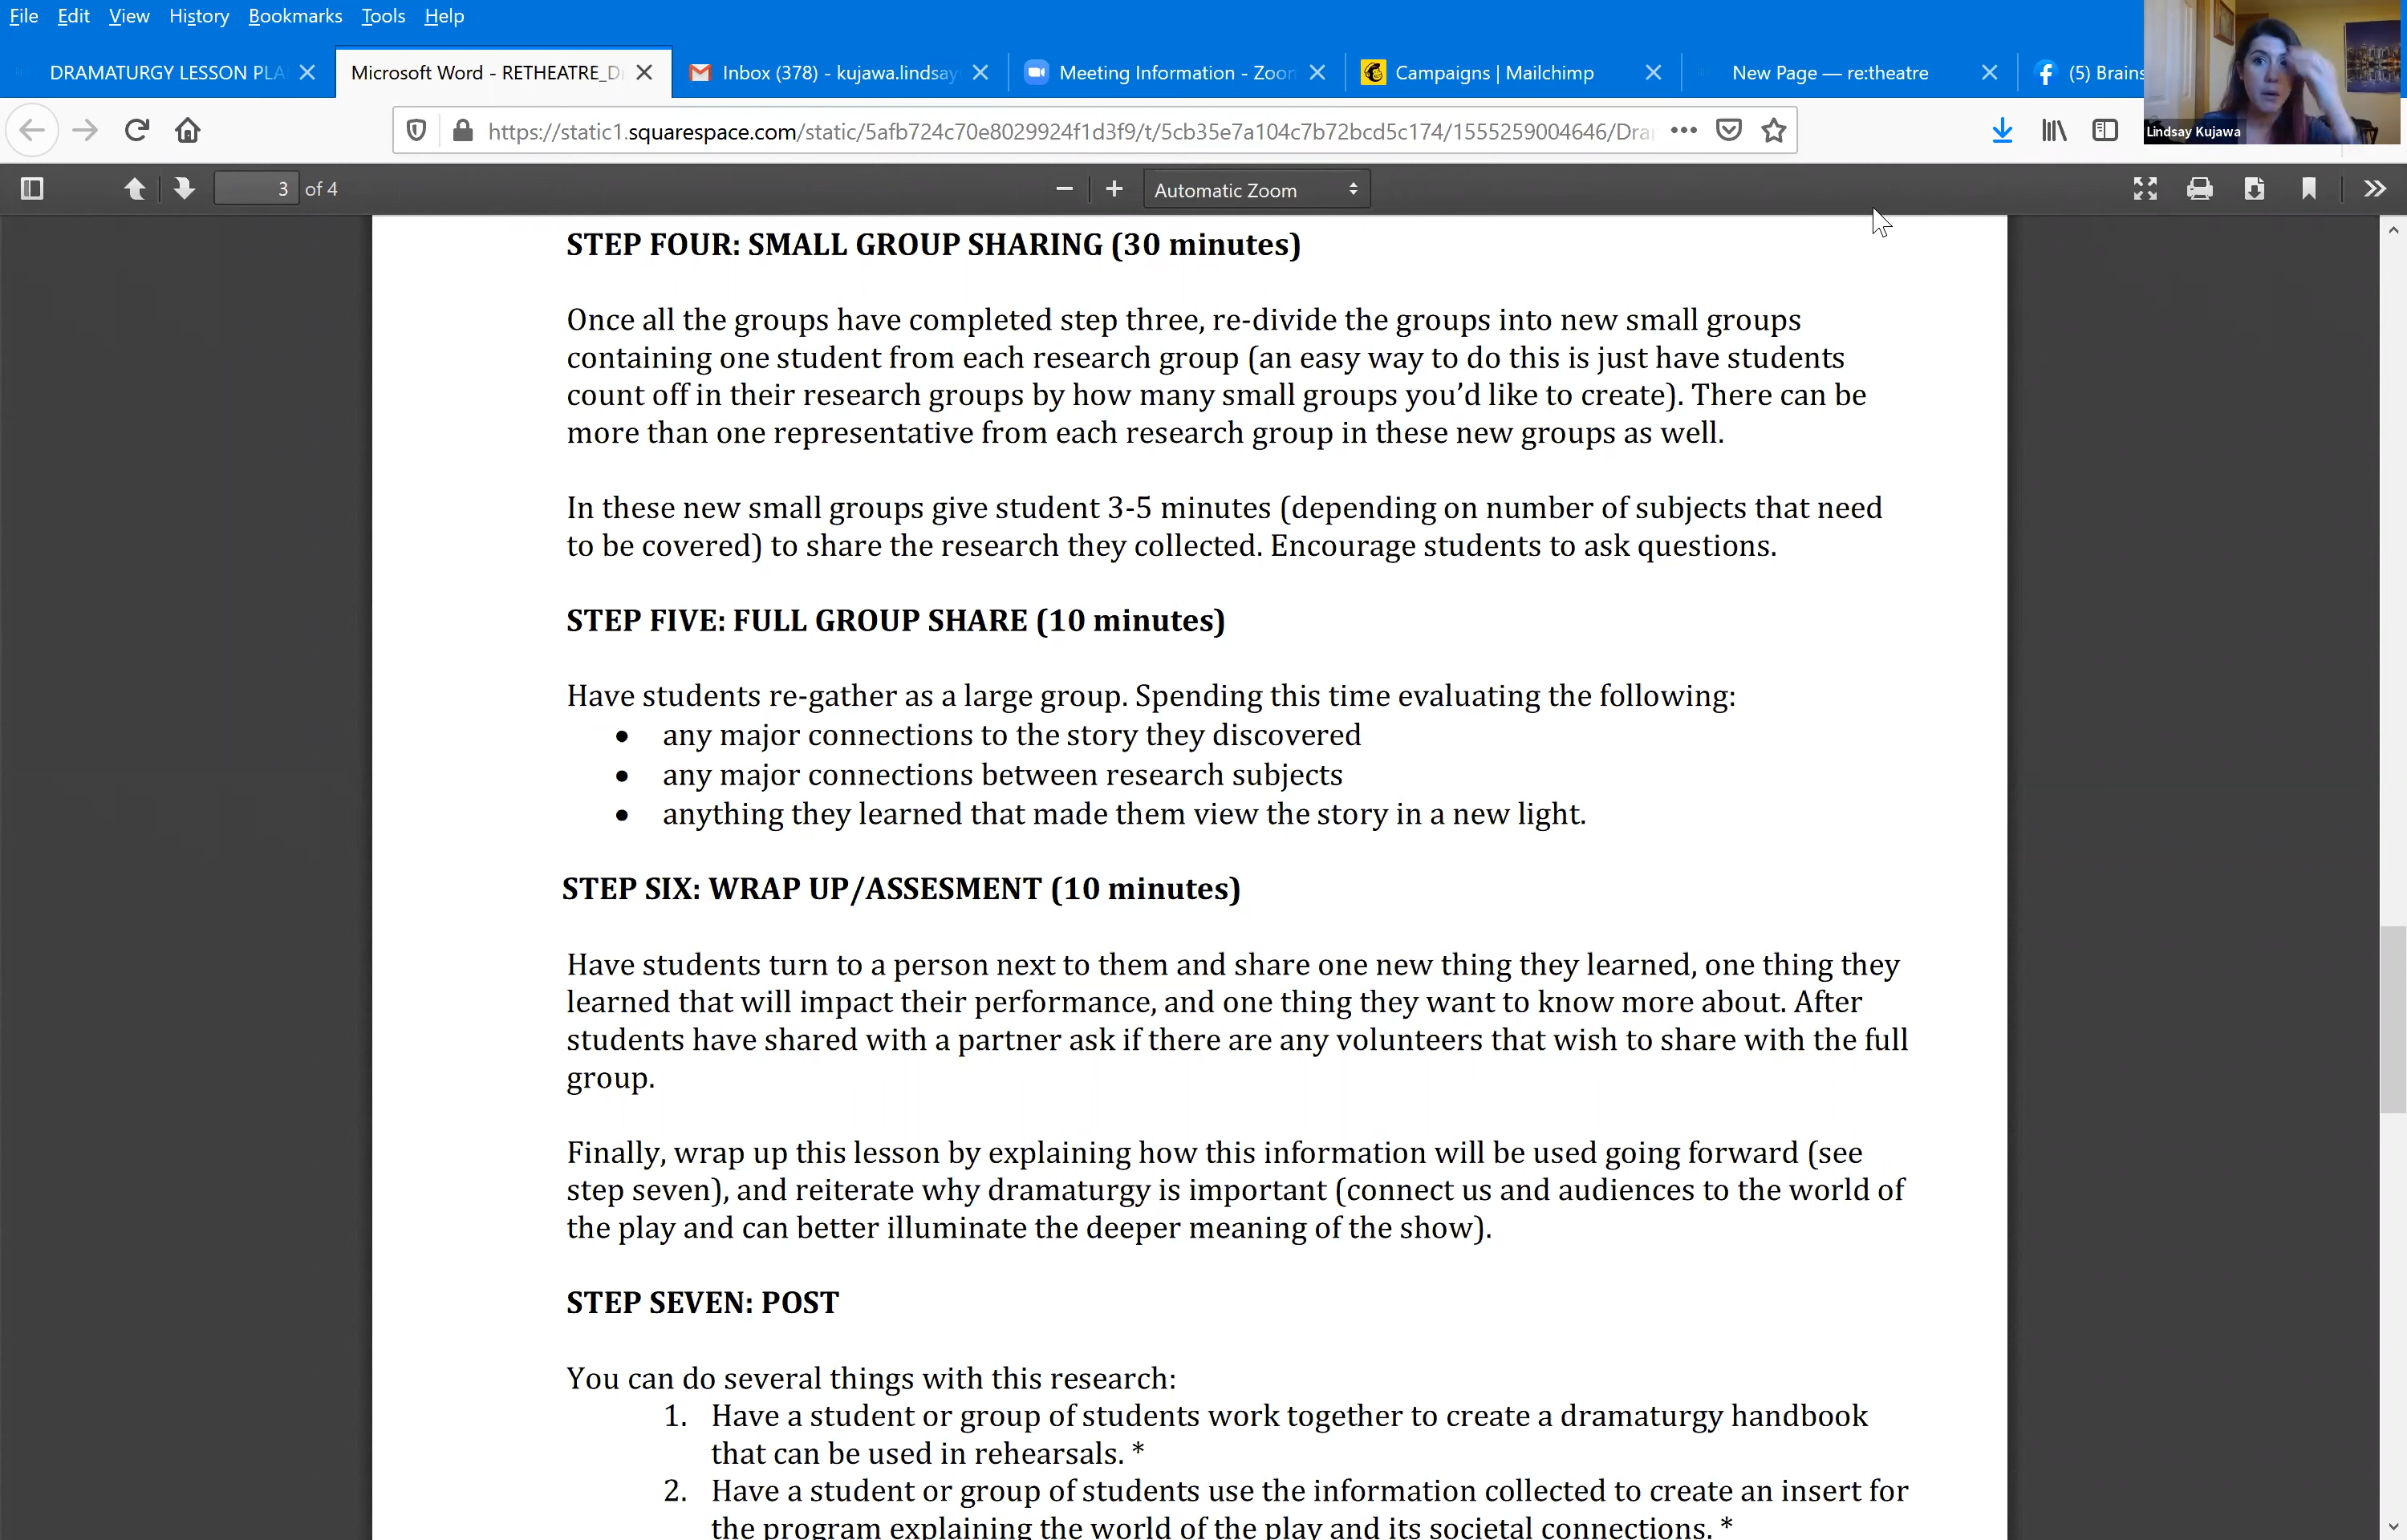 File Edit View History Bookmarks Tools Help
DRAMATURGY LESSON PLA
Microsoft Word - RETHEATRE_D
Inbox (378) - kujawa.lindsay
Meeting Information - Zoo
Campaigns | Mailchimp
New Page — re:theatre
(5) Brains
Lindsay Kujawa
https://static1.squarespace.com/static/5afb724c70e8029924f1d3f9/t/5cb35e7a104c7b72bcd5c174/1555259004646/Dra
3 of 4
Automatic Zoom
STEP FOUR: SMALL GROUP SHARING (30 minutes)
Once all the groups have completed step three, re-divide the groups into new small groups
containing one student from each research group (an easy way to do this is just have students
count off in their research groups by how many small groups you’d like to create). There can be
more than one representative from each research group in these new groups as well.
In these new small groups give student 3-5 minutes (depending on number of subjects that need
to be covered) to share the research they collected. Encourage students to ask questions.
STEP FIVE: FULL GROUP SHARE (10 minutes)
Have students re-gather as a large group. Spending this time evaluating the following:
• any major connections to the story they discovered
• any major connections between research subjects
• anything they learned that made them view the story in a new light.
STEP SIX: WRAP UP/ASSESMENT (10 minutes)
Have students turn to a person next to them and share one new thing they learned, one thing they
learned that will impact their performance, and one thing they want to know more about. After
students have shared with a partner ask if there are any volunteers that wish to share with the full
group.
Finally, wrap up this lesson by explaining how this information will be used going forward (see
step seven), and reiterate why dramaturgy is important (connect us and audiences to the world of
the play and can better illuminate the deeper meaning of the show).
STEP SEVEN: POST
You can do several things with this research:
1. Have a student or group of students work together to create a dramaturgy handbook
that can be used in rehearsals. *
2. Have a student or group of students use the information collected to create an insert for
the program explaining the world of the play and its societal connections. *